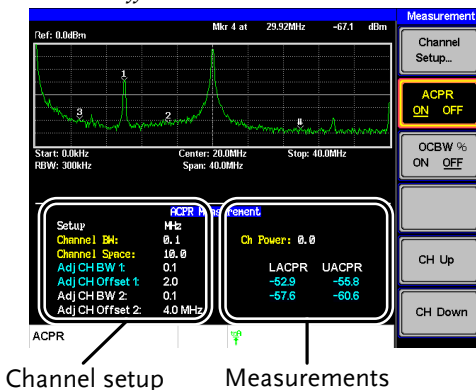 Measurement
Mkr 4 at 29.92MHz -67.1 dBm
Ref: 0.0dBm
Channel
Setup...
1
3
2
4
ACPR
ON OFF
OCBW %
ON OFF
Start: 0.0kHz Center: 20.0MHz Stop: 40.0MHz
RBW: 300kHz Span: 40.0MHz
ACPR Measurement
Setup MHz
Channel BW: 0.1 Ch Power: 0.0
Channel Space: 10.0
Adj CH BW 1: 0.1 LACPR UACPR
Adj CH Offset 1: 2.0 -52.9 -55.8
Adj CH BW 2: 0.1 -57.6 -60.6
Adj CH Offset 2: 4.0 MHz
CH Up
CH Down
ACPR
Channel setup Measurements